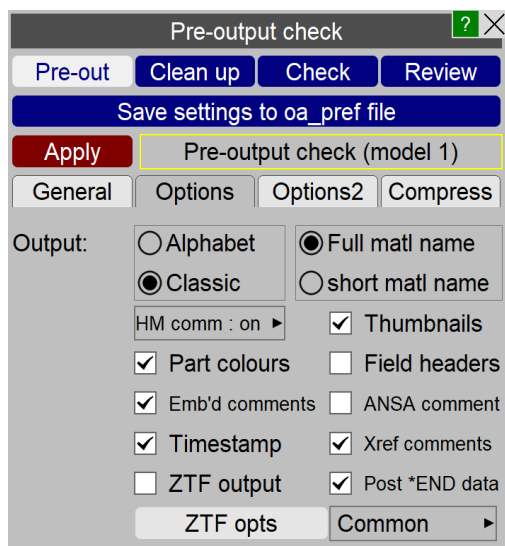 Pre-output check ?
Pre-out Clean up Check Review
Save settings to oa_pref file
Apply Pre-output check (model 1)
General Options Options2 Compress
Output: Alphabet Full matl name
Classic short matl name
HM comm : on Thumbnails
Part colours Field headers
Emb'd comments ANSA comment
Timestamp Xref comments
ZTF output Post *END data
ZTF opts Common